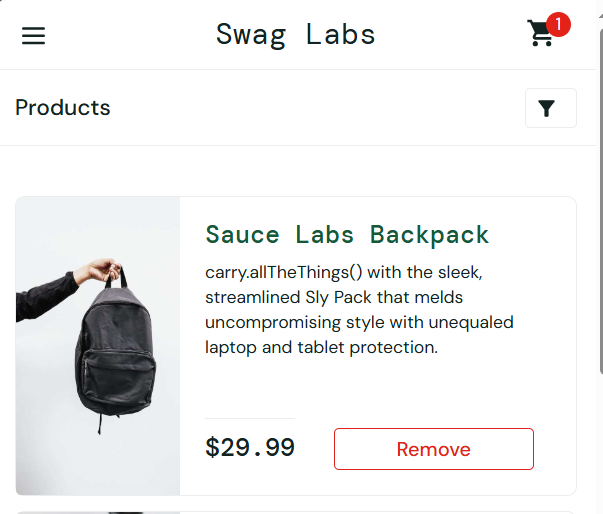 Swag Labs
1
Products
Sauce Labs Backpack
carry.allTheThings() with the sleek,
streamlined Sly Pack that melds
uncompromising style with unequaled
laptop and tablet protection.
$29.99
Remove